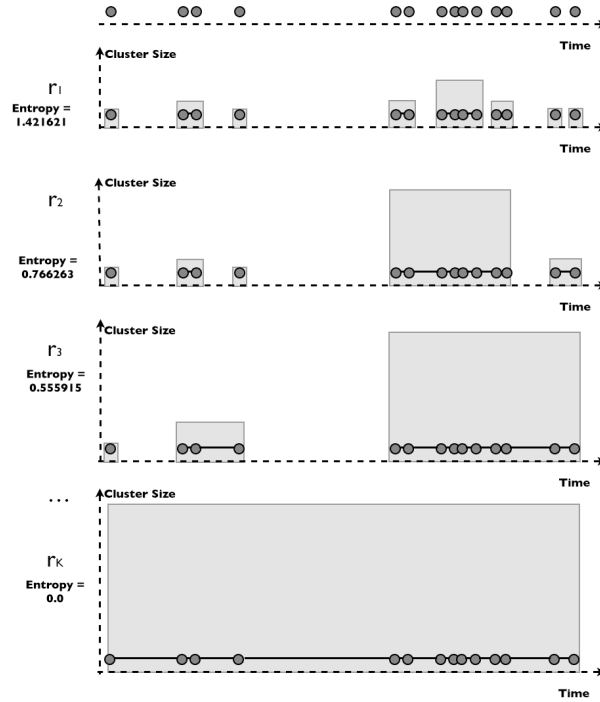 Time
Cluster Size
r1
Entropy =
1.421621
Time
Cluster Size
r2
Entropy =
0.766263
Time
Cluster Size
r3
Entropy =
0.555915
Time
...
Cluster Size
rK
Entropy =
0.0
Time